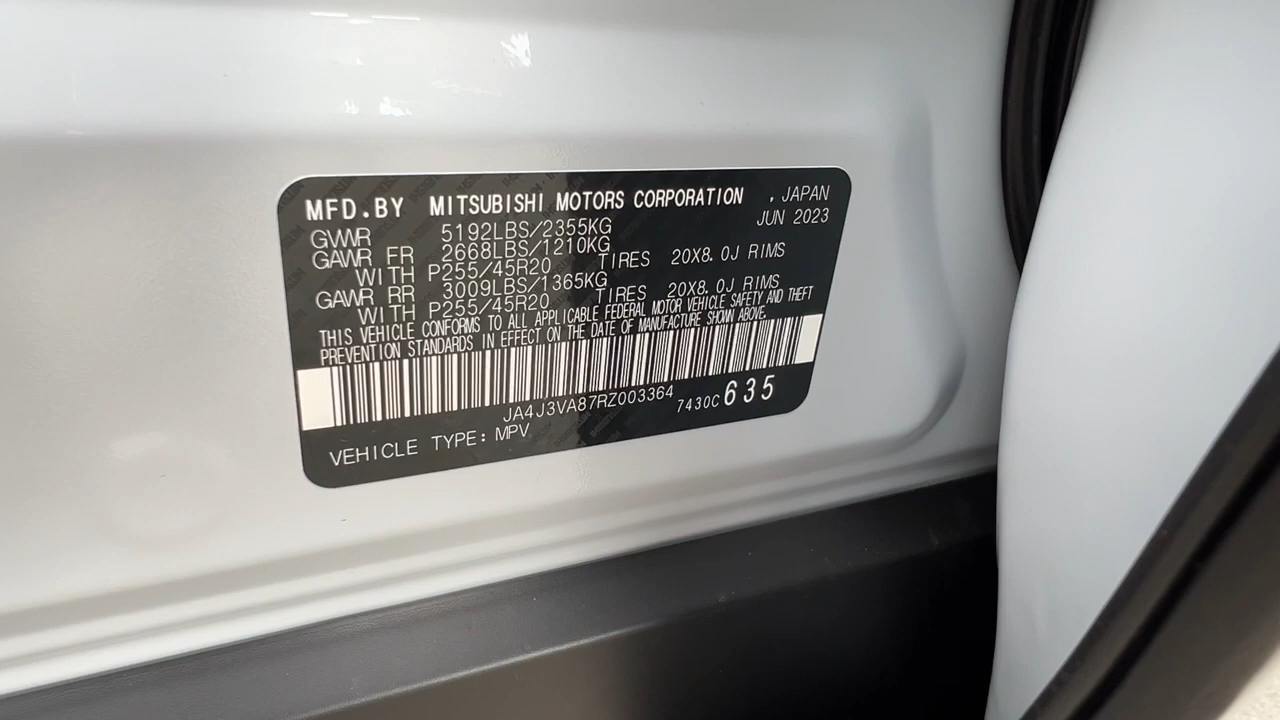 MFD.BY MITSUBISHI MOTORS CORPORATION , JAPAN
JUN 2023
GVWR 5192LBS/2355KG
GAWR FR 2668LBS/1210KG
WITH P255/45R20 TIRES 20X8.0J RIMS
GAWR RR 3009LBS/1365KG
WITH P255/45R20 TIRES 20X8.0J RIMS
THIS VEHICLE CONFORMS TO ALL APPLICABLE FEDERAL MOTOR VEHICLE SAFETY AND THEFT
PREVENTION STANDARDS IN EFFECT ON THE DATE OF MANUFACTURE SHOWN ABOVE.
JA4J3VA87RZ003364 7430C635
VEHICLE TYPE: MPV